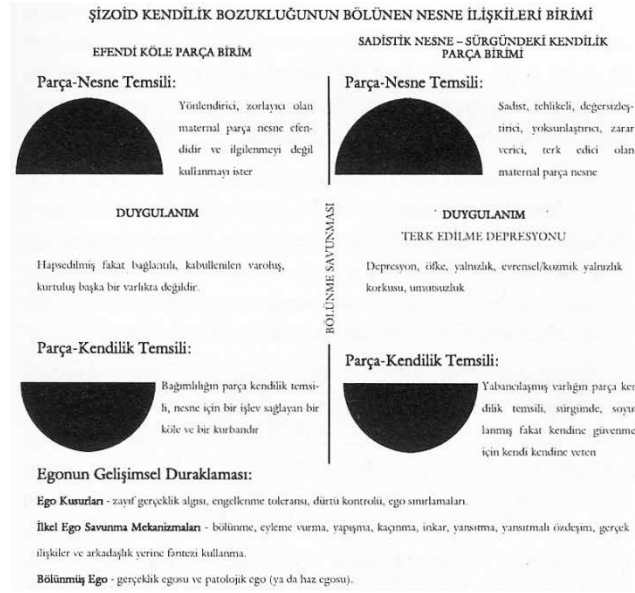 ŞİZOİD KENDİLİK BOZUKLUĞUNUN BÖLÜNEN NESNE İLİŞKİLERİ BİRİMİ
EFENDİ KÖLE PARÇA BİRİM
Parça-Nesne Temsili:
Yönlendirici, zorlayıcı olan
maternal parça nesne efen-
didir ve ilgilenmeyi değil
kullanmayı ister
DUYGULANIM
Hapsedilmiş fakat bağlantılı, kabullenilen varoluş,
kurtuluş başka bir varlıkta değildir.
Parça-Kendilik Temsili:
Bağımlılığın parça kendilik temsi-
li, nesne için bir işlev sağlayan bir
köle ve bir kurbandır
BÖLÜNME SAVUNMASI
SADİSTİK NESNE – SÜRGÜNDEKİ KENDİLİK
PARÇA BİRİMİ
Parça-Nesne Temsili:
Sadist, tehlikeli, değersizleş-
tirici, yoksunlaştırıcı, zarar
verici, terk edici olan
maternal parça nesne
DUYGULANIM
TERK EDİLME DEPRESYONU
Depresyon, öfke, yalnızlık, evrensel/kozmik yalnızlık
korkusu, umutsuzluk
Parça-Kendilik Temsili:
Yabancılaşmış varlığın parça ken
dilik temsili, sürgünde, soyu
lanmış fakat kendine güvenme
için kendi kendine yeten
Egonun Gelişimsel Duraklaması:
Ego Kusurları - zayıf gerçeklik algısı, engellenme toleransı, dürtü kontrolü, ego sınırlamaları.
İlkel Ego Savunma Mekanizmaları - bölünme, eyleme vurma, yapışma, kaçınma, inkar, yansıtma, yansıtmalı özdeşim, gerçek
ilişkiler ve arkadaşlık yerine fantezi kullanma.
Bölünmüş Ego - gerçeklik egosu ve patolojik ego (ya da haz egosu).